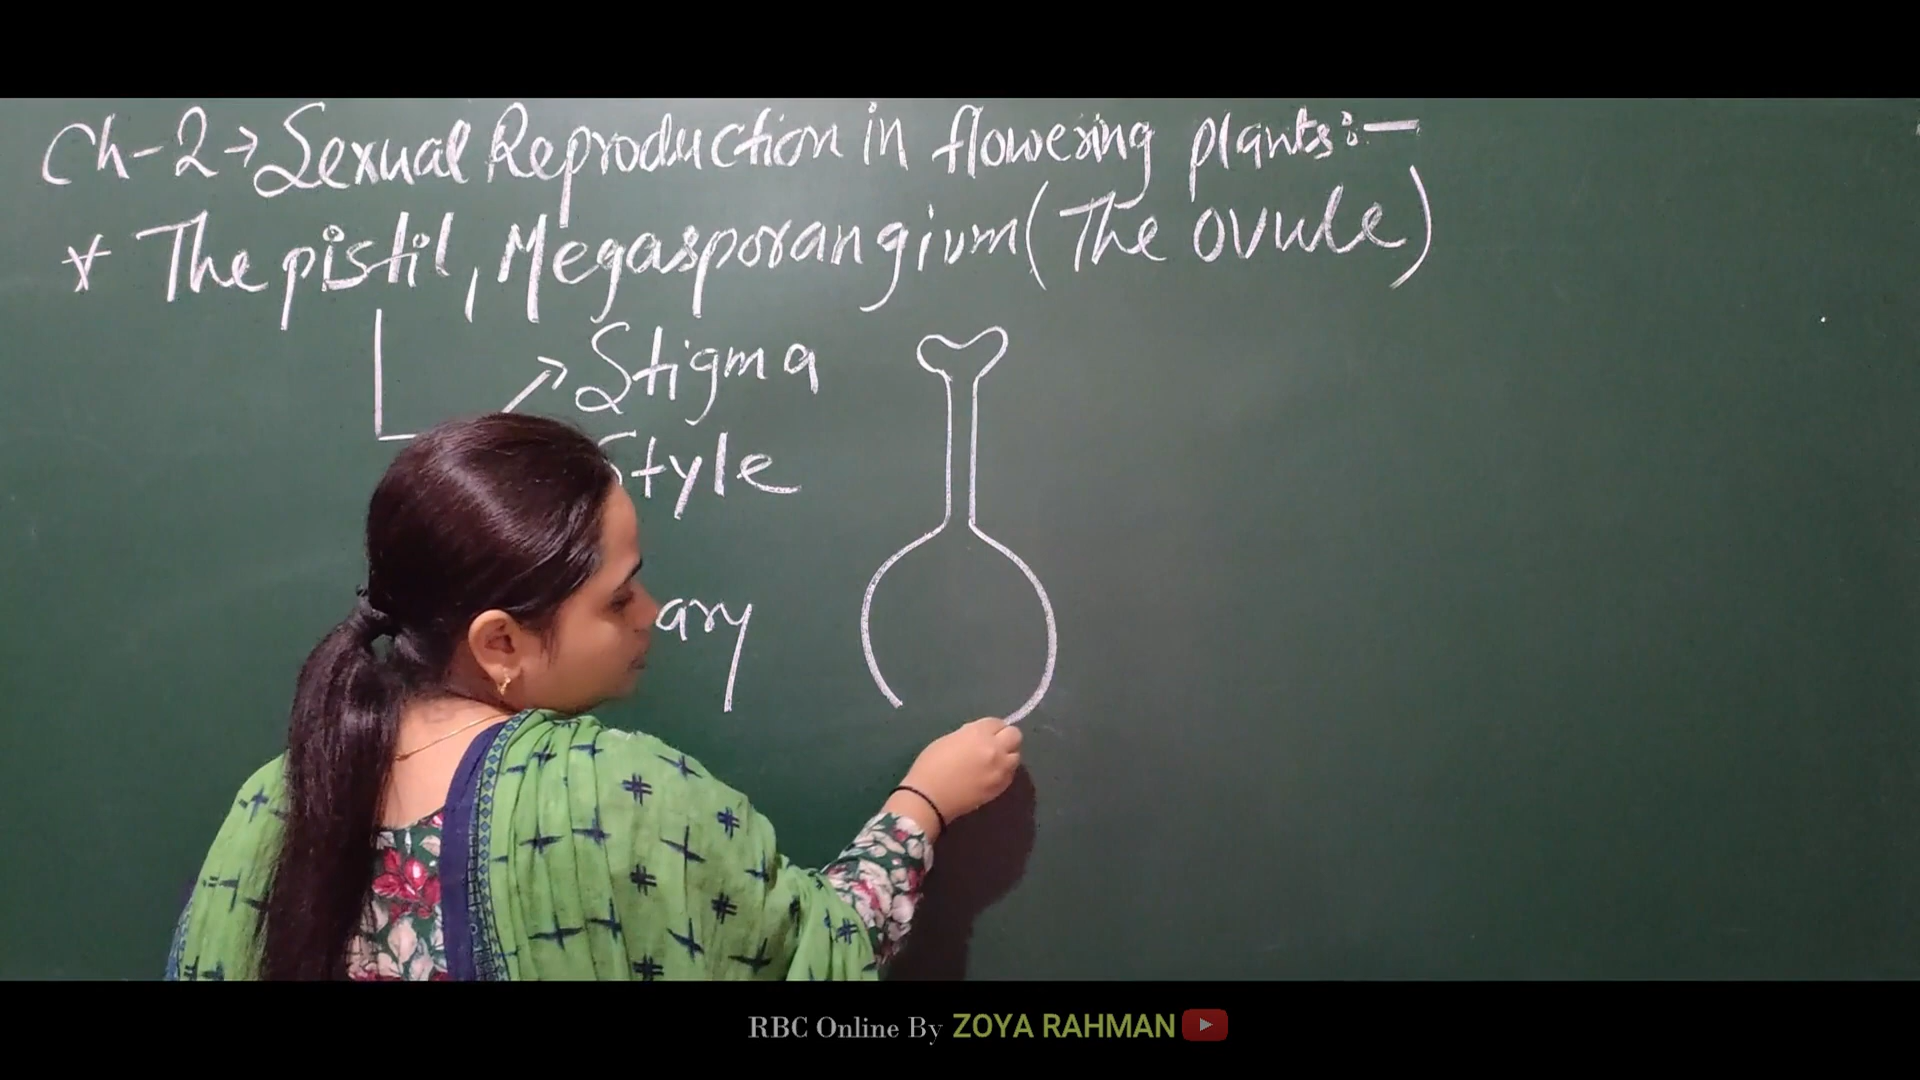 Ch-2→Sexual Reproduction in flowering plants:-
* The pistil, Megasporangium (The ovule)
Stigma
Style
ary
RBC Online By ZOYA RAHMAN